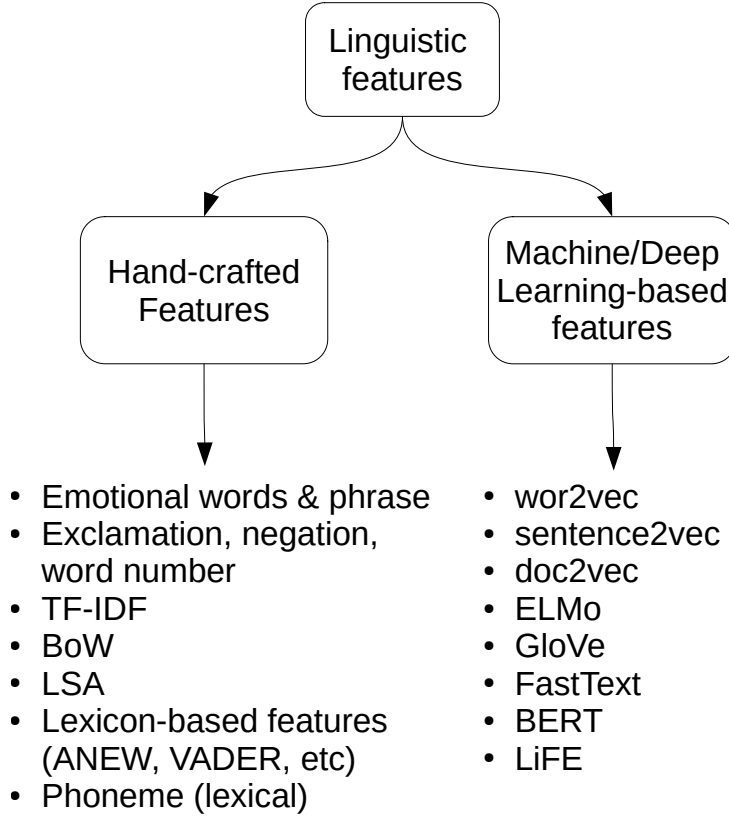 Linguistic
features
Hand-crafted
Features
Machine/Deep
Learning-based
features
• Emotional words & phrase
• Exclamation, negation,
word number
• TF-IDF
• BoW
• LSA
• Lexicon-based features
(ANEW, VADER, etc)
• Phoneme (lexical)
• wor2vec
• sentence2vec
• doc2vec
• ELMo
• GloVe
• FastText
• BERT
• LiFE